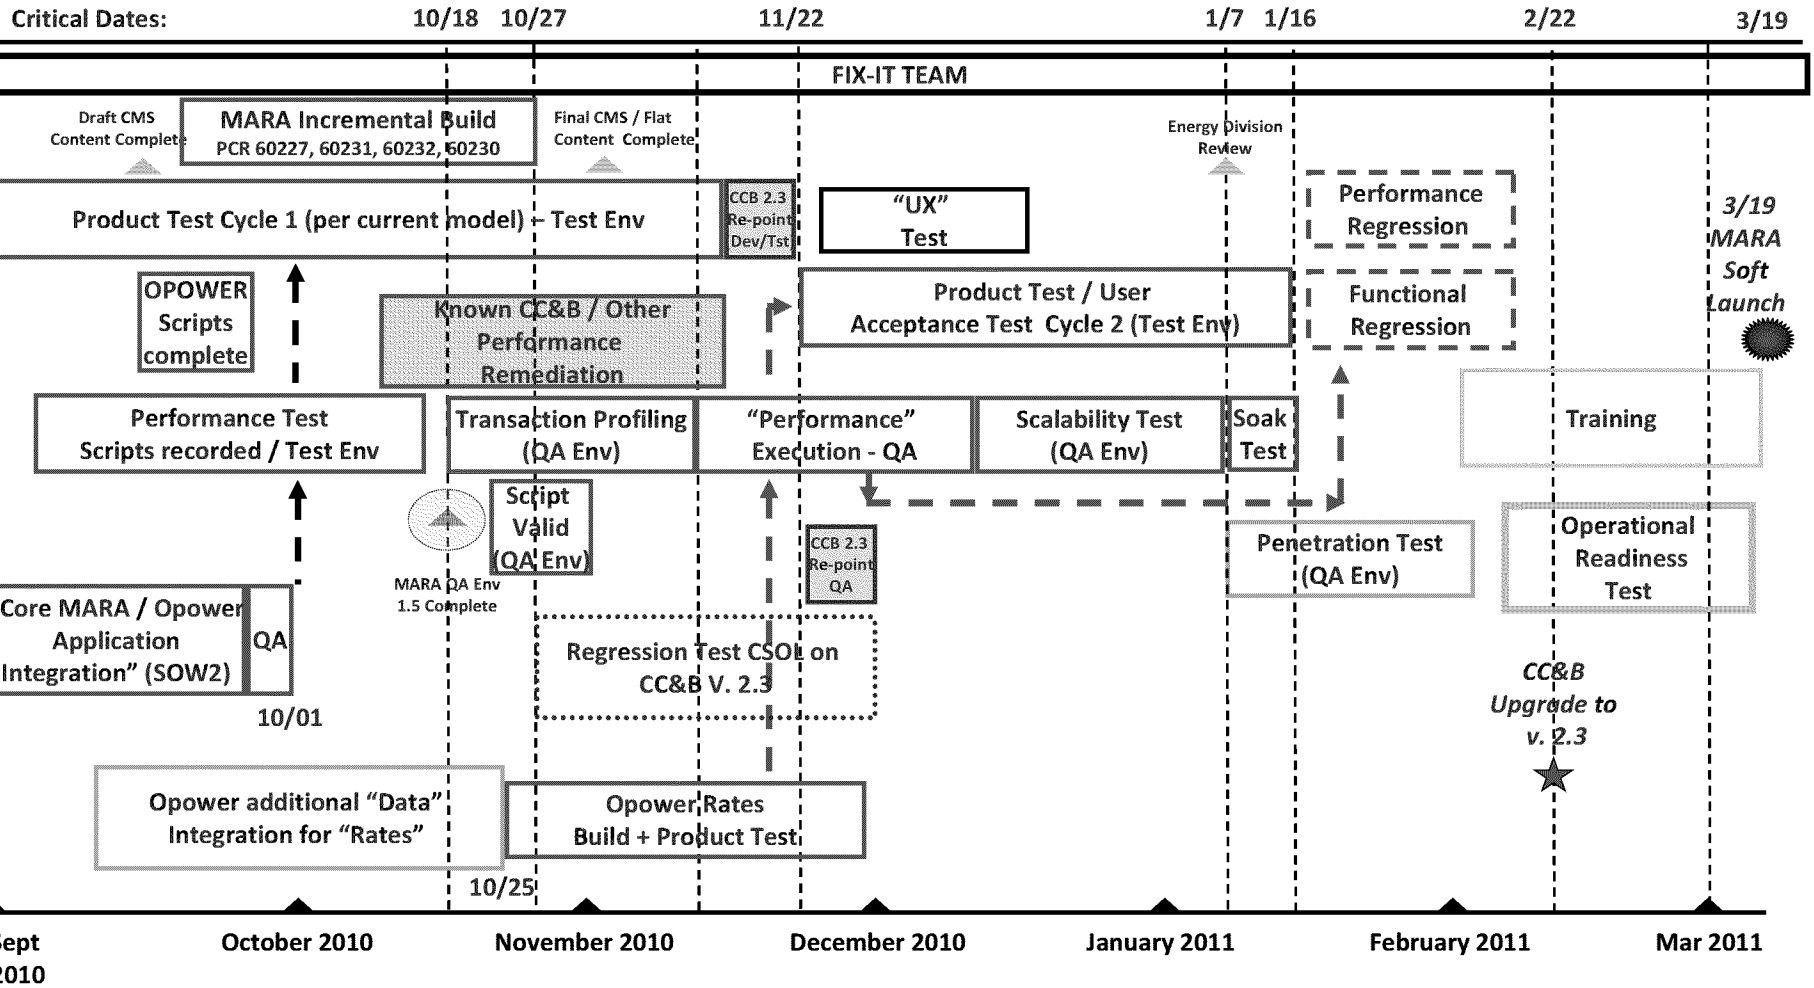 Critical Dates:
10/18 10/27 11/22 1/7 1/16 2/22 3/19
FIX-IT TEAM
Draft CMS
Content Complete
MARA Incremental Build
PCR 60227, 60231, 60232, 60230
Final CMS / Flat
Content Complete
Energy Division
Review
Product Test Cycle 1 (per current model) – Test Env
CCB 2.3
Re-point
Dev/Tst
“UX”
Test
Performance
Regression
3/19
MARA
Soft
Launch
OPOWER
Scripts
complete
Known CC&B / Other
Performance
Remediation
Product Test / User
Acceptance Test Cycle 2 (Test Env)
Functional
Regression
Performance Test
Scripts recorded / Test Env
Transaction Profiling
(QA Env)
“Performance”
Execution - QA
Scalability Test
(QA Env)
Soak
Test
Training
MARA QA Env
1.5 Complete
Script
Valid
(QA Env)
CCB 2.3
Re-point
QA
Penetration Test
(QA Env)
Operational
Readiness
Test
Core MARA / Opower
Application
Integration” (SOW2)
QA
10/01
Regression Test CSOL on
CC&B V. 2.3
CC&B
Upgrade to
v. 2.3
Opower additional “Data”
Integration for “Rates”
10/25
Opower Rates
Build + Product Test
Sept
2010
October 2010
November 2010
December 2010
January 2011
February 2011
Mar 2011